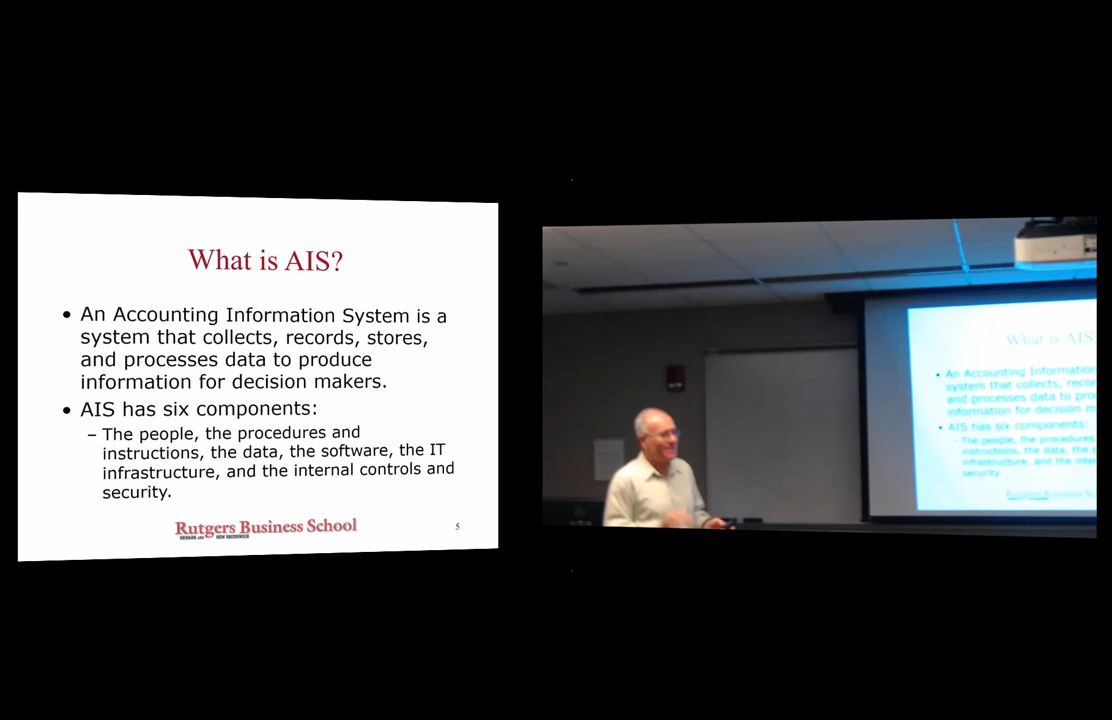 What is AIS?
• An Accounting Information System is a
system that collects, records, stores,
and processes data to produce
information for decision makers.
• AIS has six components:
– The people, the procedures and
instructions, the data, the software, the IT
infrastructure, and the internal controls and
security.
Rutgers Business School
NEWARK AND NEW BRUNSWICK
5
What is AIS
• An Accounting Information
system that collects, recor
and processes data to pro
information for decision m
• AIS has six components:
– The people, the procedures
instructions, the data, the s
infrastructure, and the inte
security.
Rutgers Business S